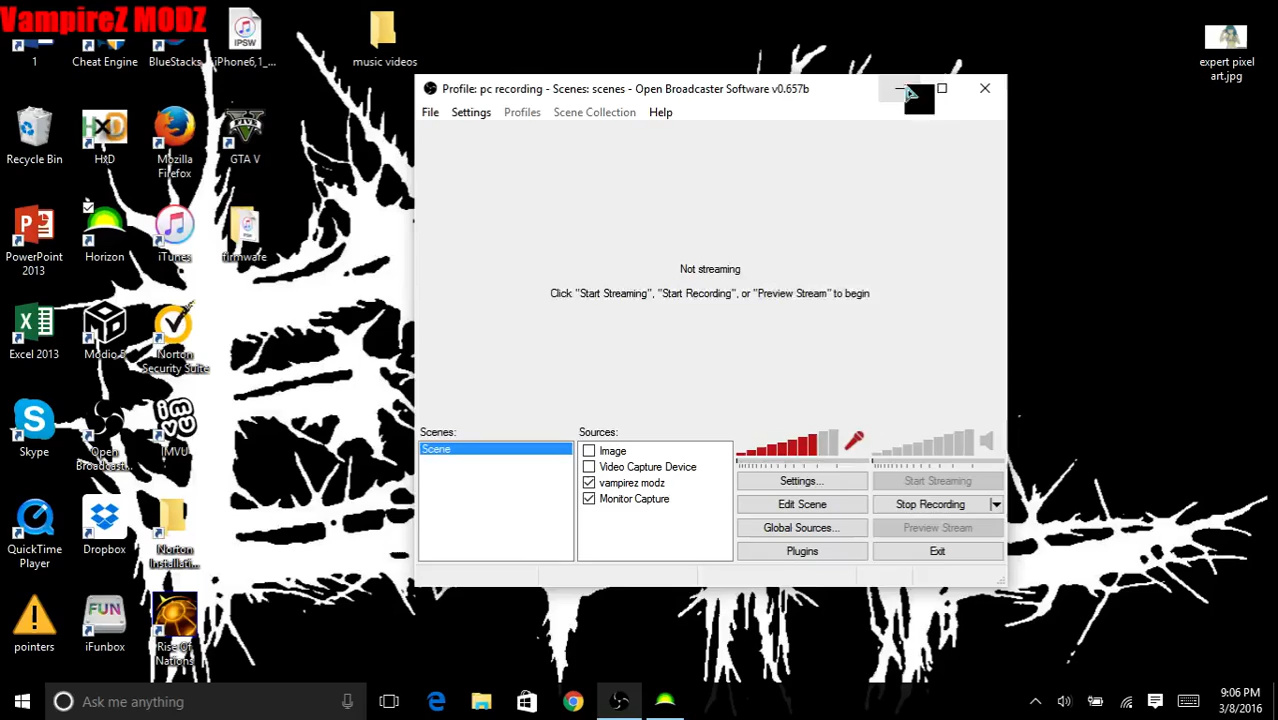 VampireZ MODZ
1
Cheat Engine
BlueStacks
iPhone6,1_...
music videos
expert pixel
art.jpg
Recycle Bin
HxD
Mozilla
Firefox
GTA V
PowerPoint
2013
Horizon
iTunes
firmware
Excel 2013
Norton
Security Suite
Skype
Open
Broadcast...
IMVU
QuickTime
Player
Dropbox
Norton
Installati...
pointers
iFunbox
Rise Of
Nations
Profile: pc recording - Scenes: scenes - Open Broadcaster Software v0.657b
File Settings Profiles Scene Collection Help
Not streaming
Click "Start Streaming", "Start Recording", or "Preview Stream" to begin
Scenes:
Scene
Sources:
Image
Video Capture Device
vampirez modz
Monitor Capture
Settings...
Start Streaming
Edit Scene
Stop Recording
Global Sources...
Preview Stream
Plugins
Exit
Ask me anything
9:06 PM
3/8/2016